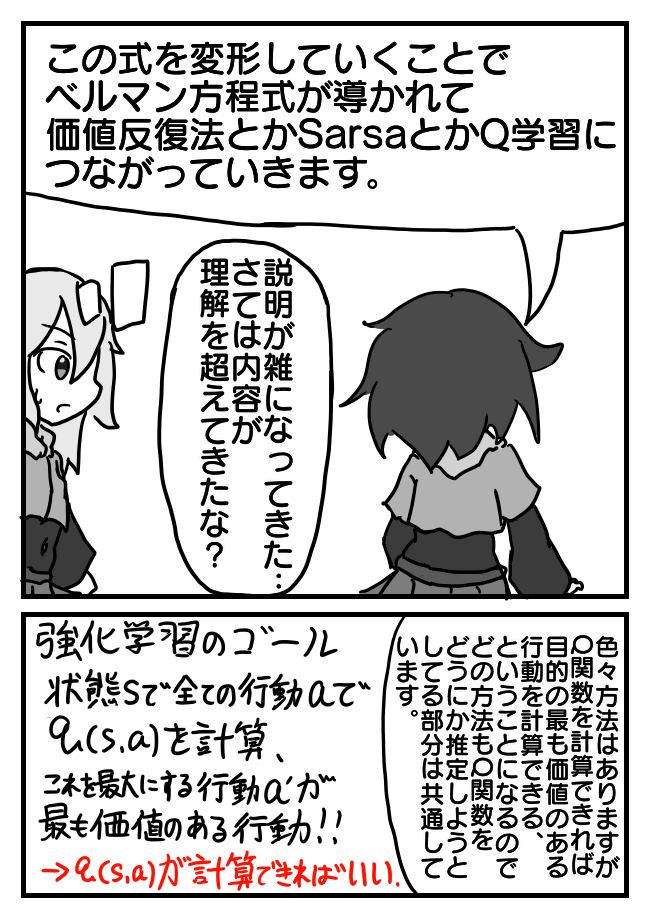 この式を変形していくことで
ベルマン方程式が導かれて
価値反復法とかSarsaとかQ学習に
つながっていきます。
説明が雑になってきた…
さては内容が
理解を超えてきたな？
色々方法はありますが
Q関数を計算できれば
目的の最も価値のある
行動を計算できる、
ということになるので
どの方法もQ関数を
どうにか推定しようと
してる部分は共通して
います。
強化学習のゴール
状態sで全ての行動aで
q(s,a)を計算、
これを最大にする行動a'が
最も価値のある行動!!
→q(s,a)が計算できればいい.